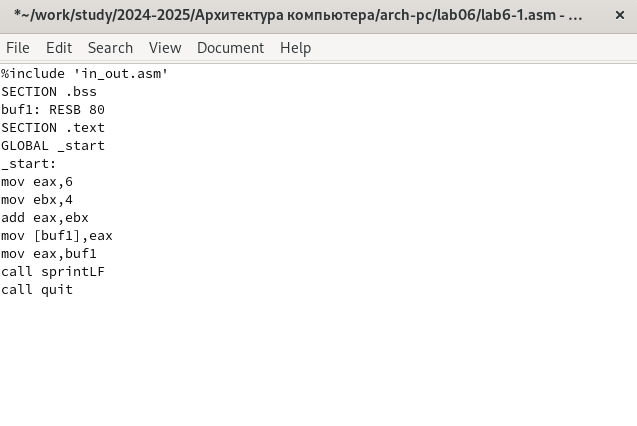 *~/work/study/2024-2025/Архитектура компьютера/arch-pc/lab06/lab6-1.asm - ...
File Edit Search View Document Help
%include 'in_out.asm'
SECTION .bss
buf1: RESB 80
SECTION .text
GLOBAL _start
_start:
mov eax,6
mov ebx,4
add eax,ebx
mov [buf1],eax
mov eax,buf1
call sprintLF
call quit